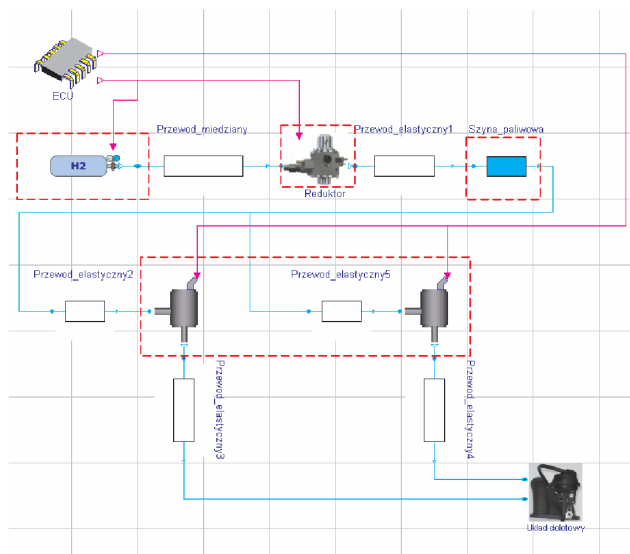 ECU
Przewod_miedziany
Przewod_elastyczny1
Szyna_paliwowa
H2
Reduktor
Przewod_elastyczny2
Przewod_elastyczny5
Przewod_elastyczny3
Przewod_elastyczny4
Uklad dolotowy